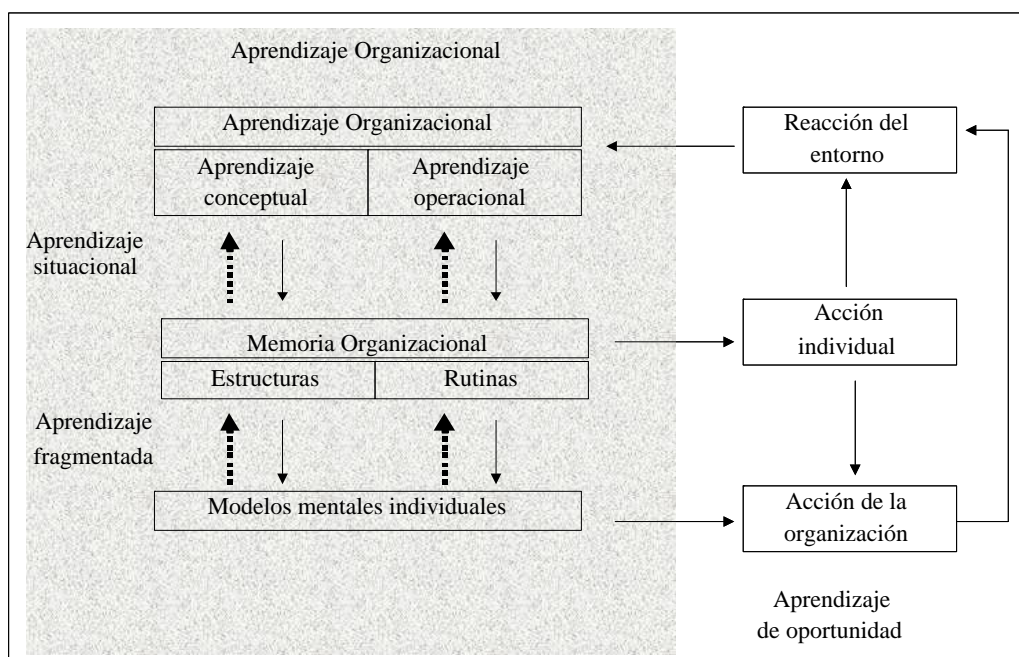 Aprendizaje Organizacional
Aprendizaje Organizacional
Aprendizaje
conceptual
Aprendizaje
operacional
Aprendizaje
situacional
Memoria Organizacional
Estructuras
Rutinas
Aprendizaje
fragmentada
Modelos mentales individuales
Reacción del
entorno
Acción
individual
Acción de la
organización
Aprendizaje
de oportunidad